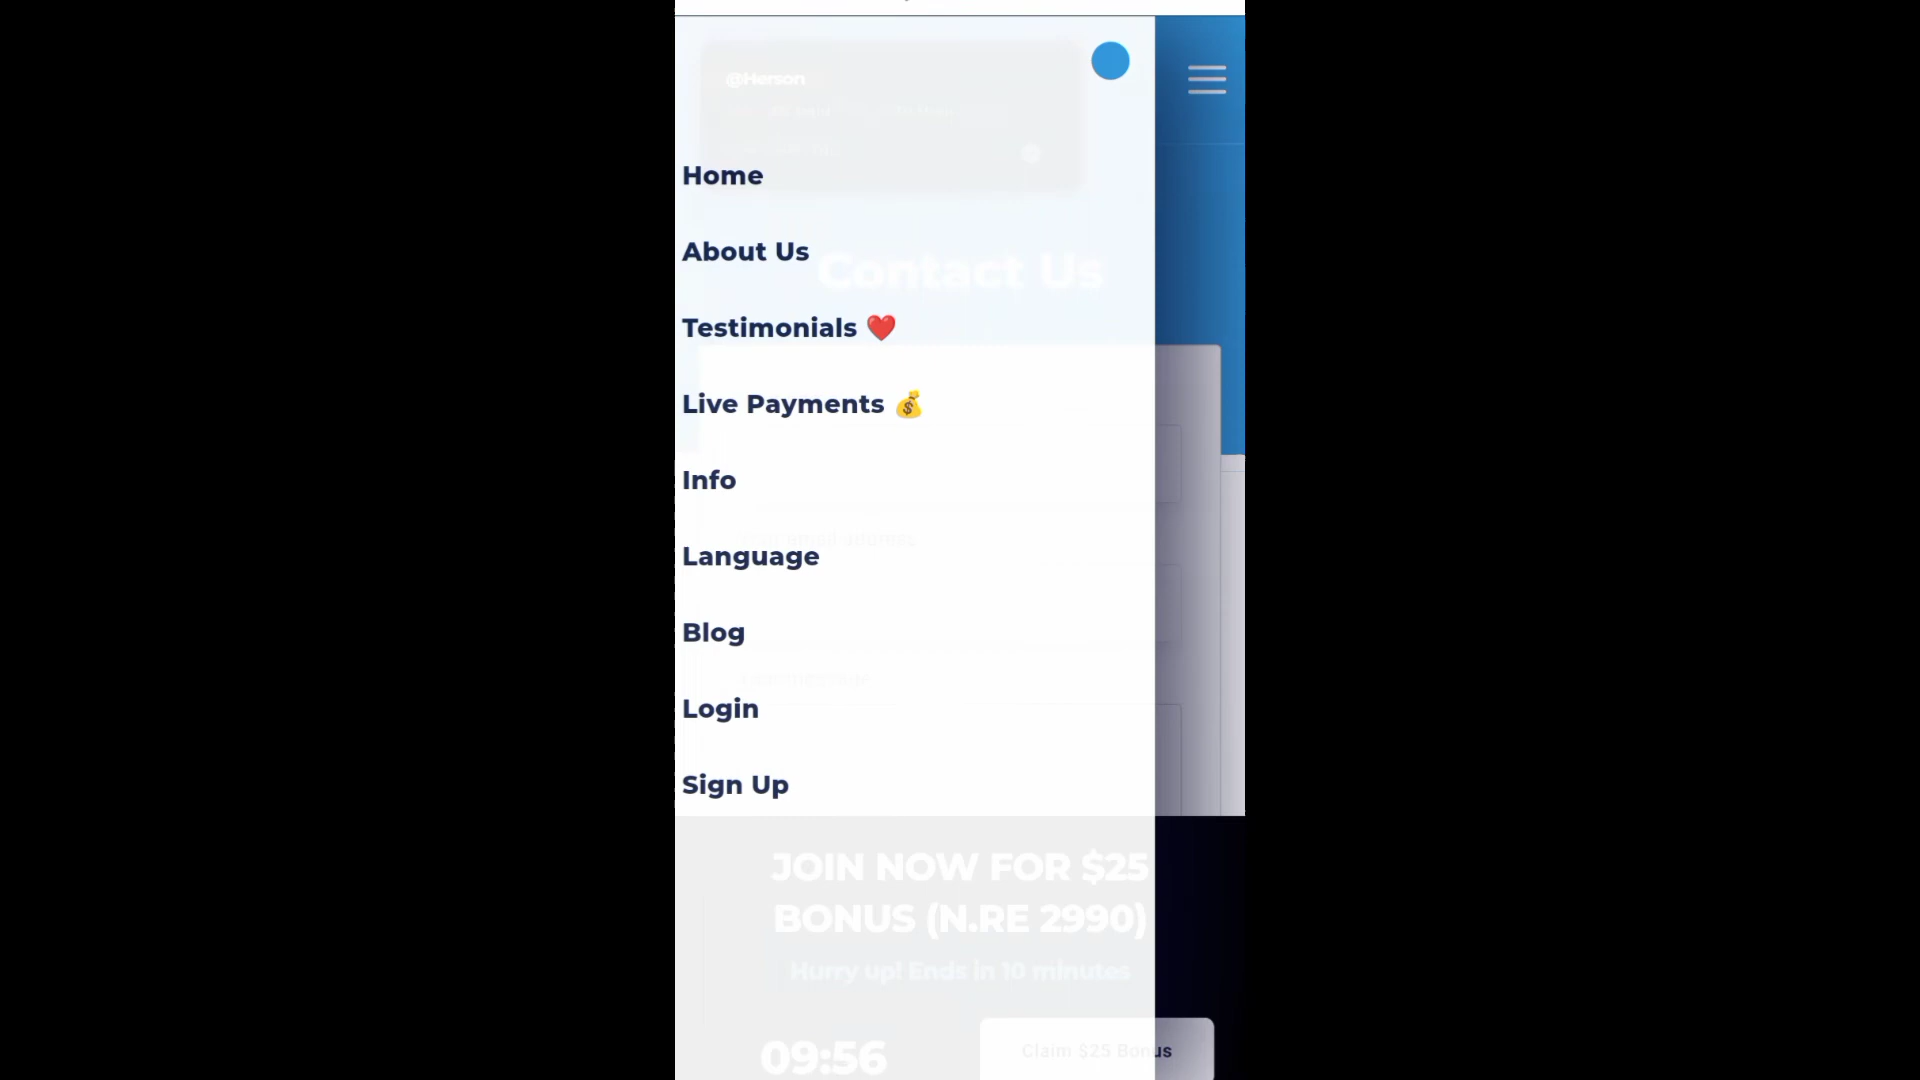 @Herson
Home
About Us
Contact Us
Testimonials ❤️
Live Payments 💰
Info
Language
Blog
Login
Sign Up
JOIN NOW FOR $25
BONUS (N.RE 2990)
Hurry up! Ends in 10 minutes
09:56
Claim $25 Bonus